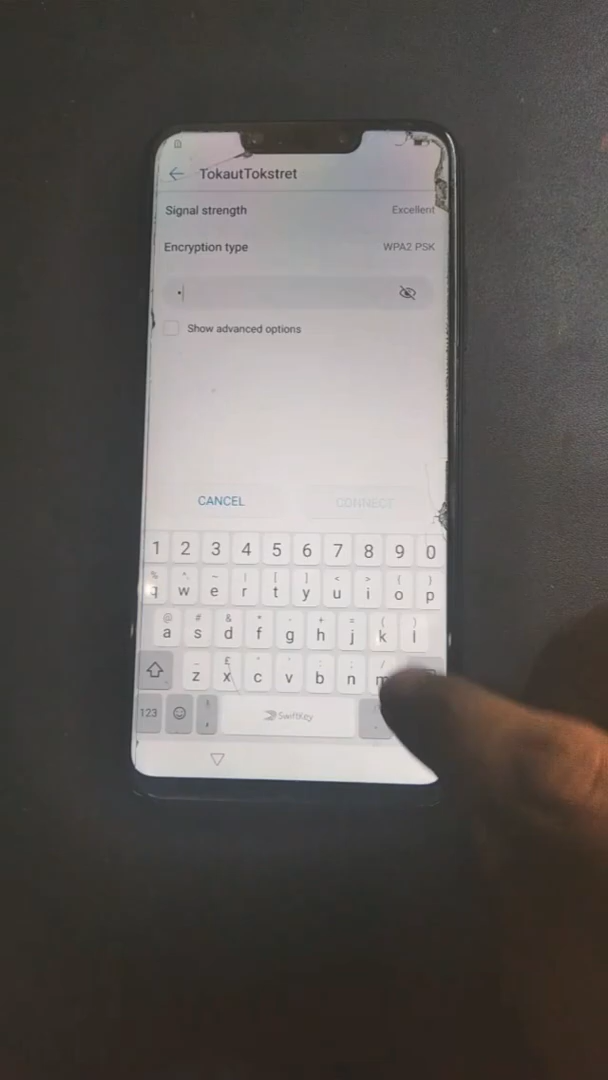 TokautTokstret
Signal strength Excellent
Encryption type WPA2 PSK
•
Show advanced options
CANCEL CONNECT
1 2 3 4 5 6 7 8 9 0
q w e r t y u i o p
a s d f g h j k l
z x c v b n m
123 SwiftKey